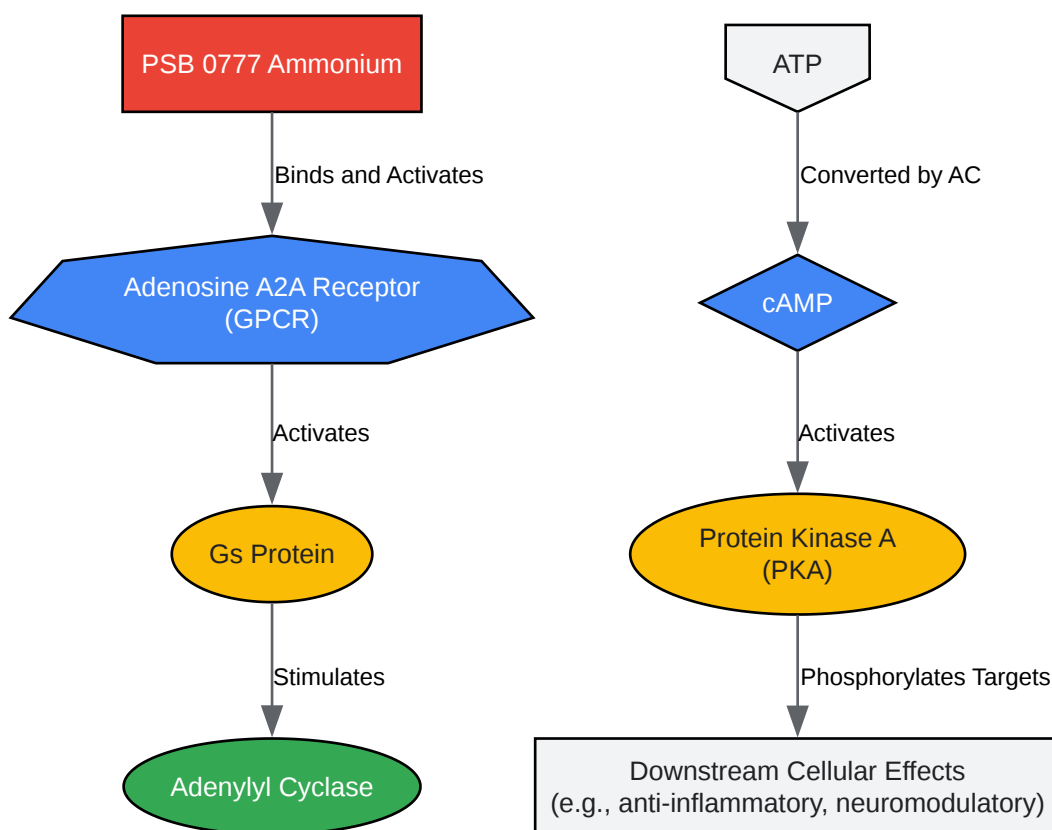 PSB 0777 Ammonium
Binds and Activates
Adenosine A2A Receptor
(GPCR)
Activates
Gs Protein
Stimulates
Adenylyl Cyclase
ATP
Converted by AC
cAMP
Activates
Protein Kinase A
(PKA)
Phosphorylates Targets
Downstream Cellular Effects
(e.g., anti-inflammatory, neuromodulatory)